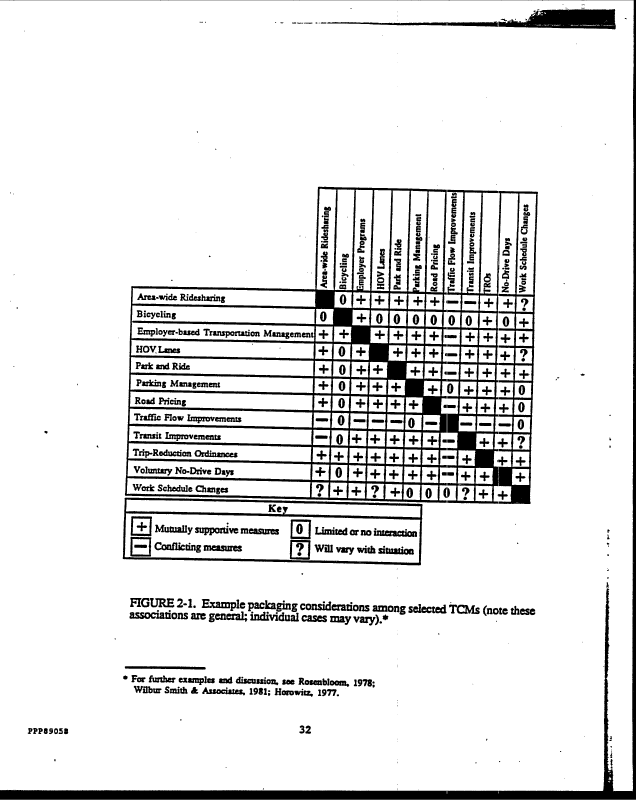 Area-wide Ridesharing
Bicycling
Employer Programs
HOV Lanes
Park and Ride
Parking Management
Road Pricing
Traffic Flow Improvements
Transit Improvements
TROs
No-Drive Days
Work Schedule Changes
Area-wide Ridesharing 0 + + + + + − − + + ?
Bicycling 0 + 0 0 0 0 0 0 + 0 +
Employer-based Transportation Management + + + + + + − + + + +
HOV Lanes + 0 + + + + − + + + ?
Park and Ride + 0 + + + + − + + + +
Parking Management + 0 + + + + 0 + + + 0
Road Pricing + 0 + + + + − + + + 0
Traffic Flow Improvements − 0 − − − 0 − − − − 0
Transit Improvements − 0 + + + + + − + + ?
Trip-Reduction Ordinances + + + + + + + − + + +
Voluntary No-Drive Days + 0 + + + + + − + + +
Work Schedule Changes ? + + ? + 0 0 0 ? + +
Key
+ Mutually supportive measures 0 Limited or no interaction
− Conflicting measures ? Will vary with situation
FIGURE 2-1. Example packaging considerations among selected TCMs (note these
associations are general; individual cases may vary).*
* For further examples and discussion, see Rosenbloom, 1978;
Wilbur Smith & Associates, 1981; Horowitz, 1977.
PPP89058
32